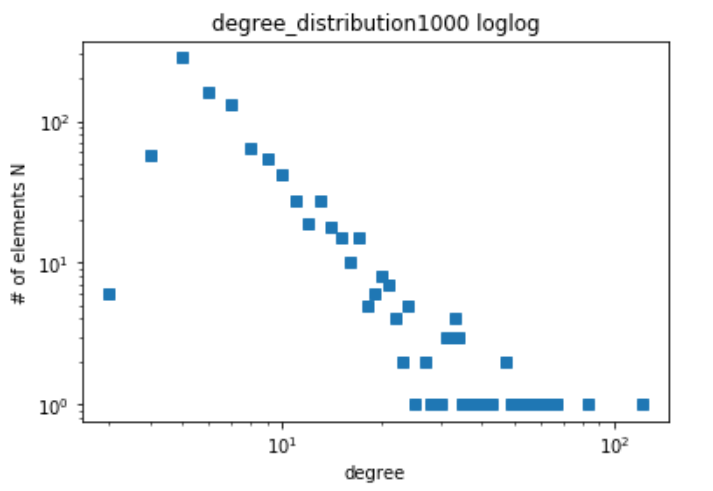 degree_distribution1000 loglog
# of elements N
10²
10¹
10⁰
10¹
10²
degree